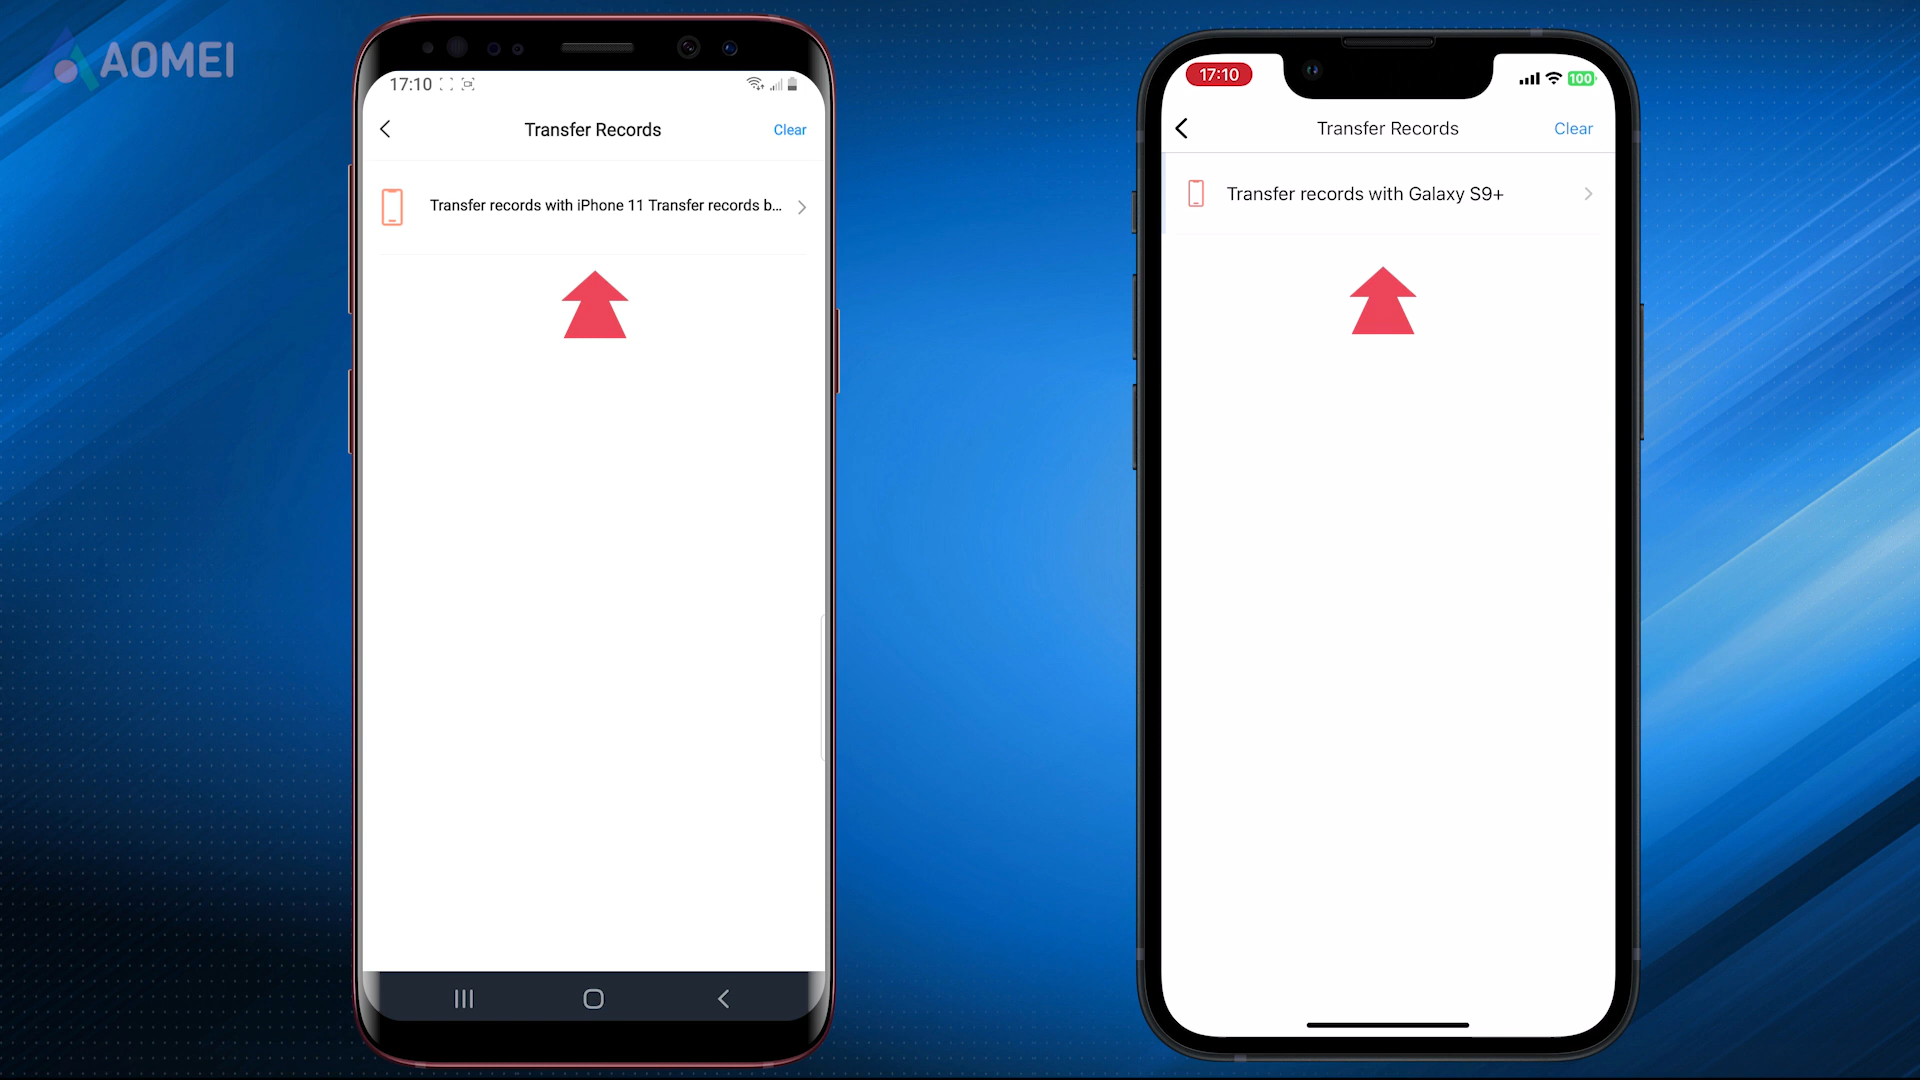 AOMEI
17:10
Transfer Records
Clear
Transfer records with iPhone 11 Transfer records b...
17:10
100
Transfer Records
Clear
Transfer records with Galaxy S9+